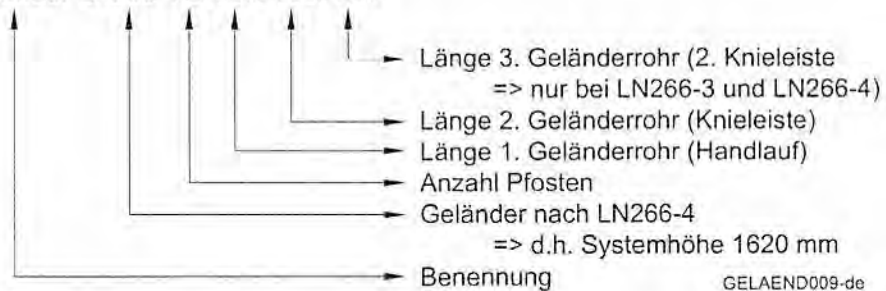 Länge 3. Geländerrohr (2. Knieleiste
=> nur bei LN266-3 und LN266-4)
Länge 2. Geländerrohr (Knieleiste)
Länge 1. Geländerrohr (Handlauf)
Anzahl Pfosten
Geländer nach LN266-4
=> d.h. Systemhöhe 1620 mm
Benennung
GELAEND009-de